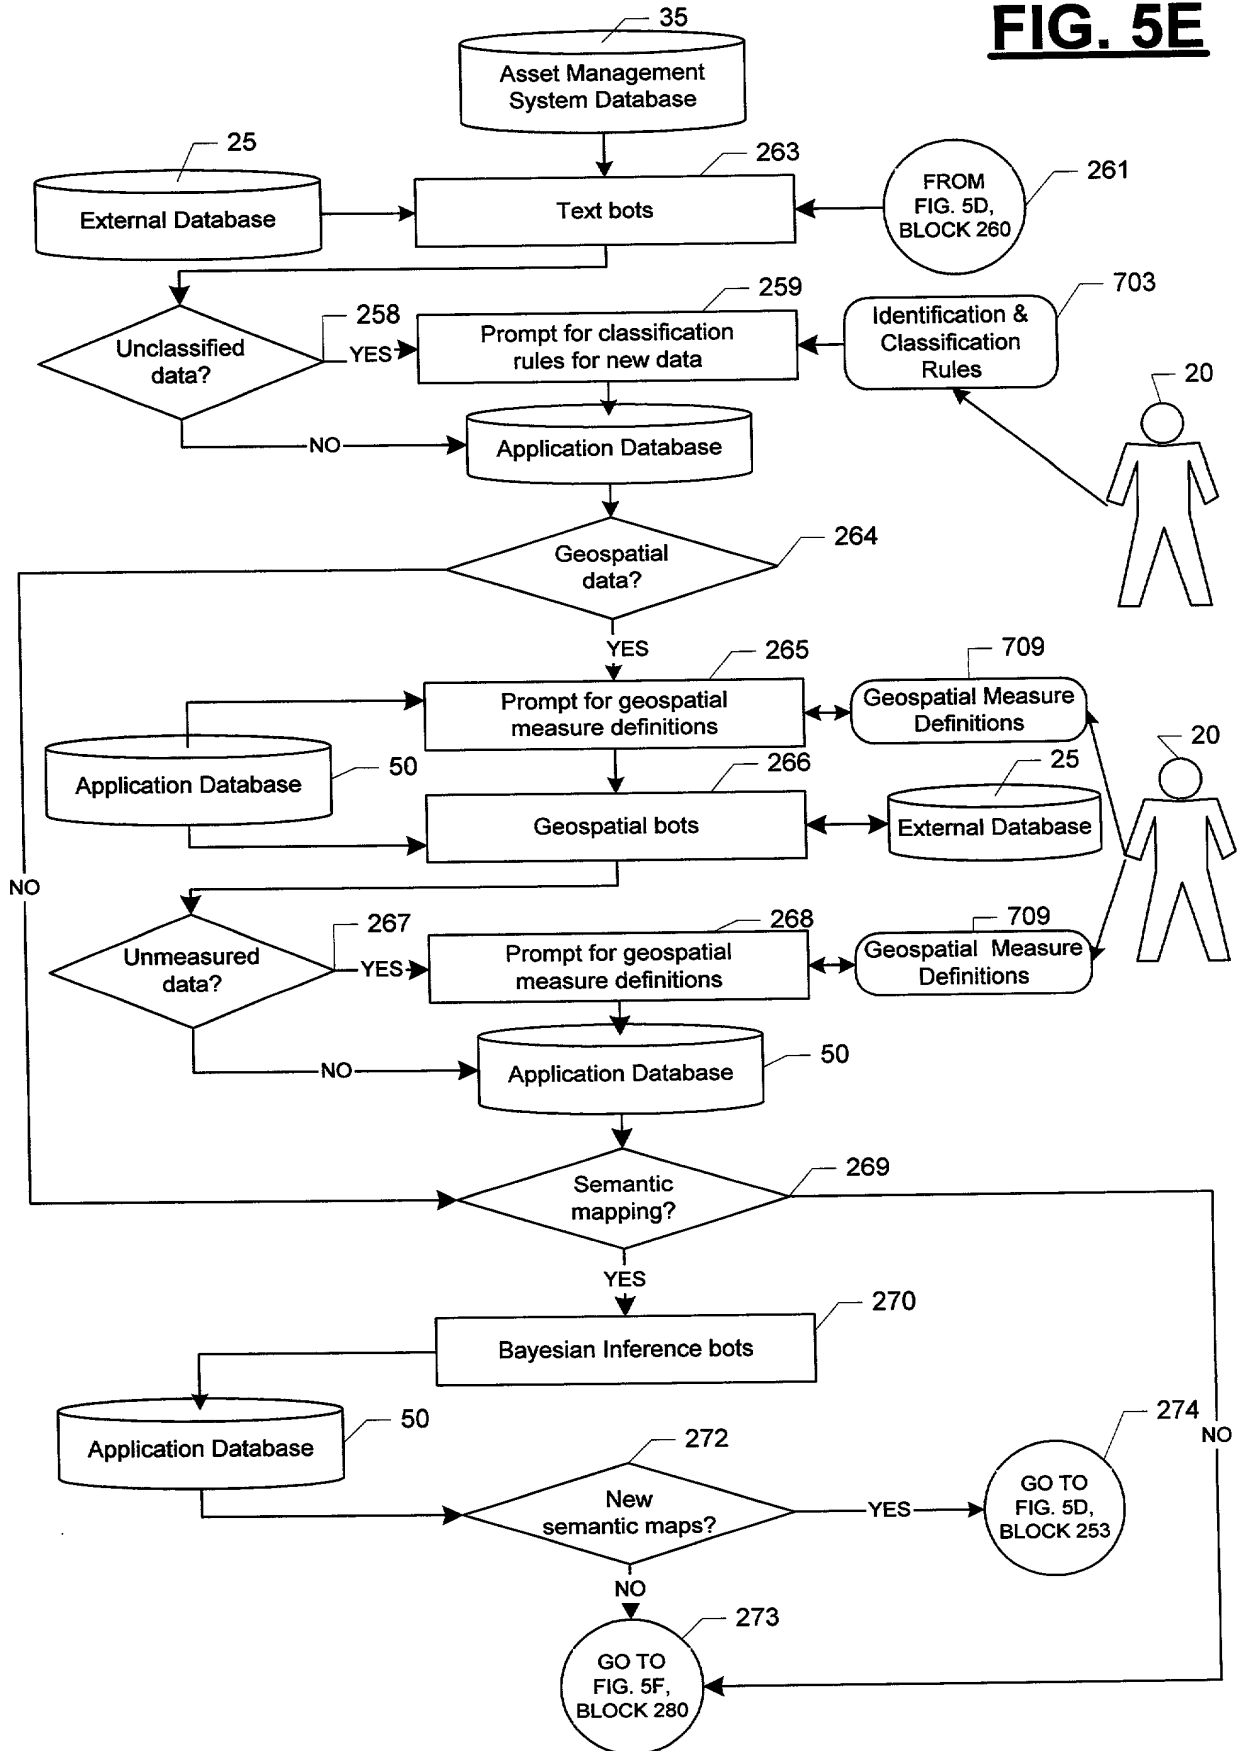 FIG. 5E
35
Asset Management
System Database
25
External Database
263
Text bots
FROM
FIG. 5D,
BLOCK 260
261
Unclassified
data?
258
YES
259
Prompt for classification
rules for new data
703
Identification &
Classification
Rules
20
NO
Application Database
Geospatial
data?
264
YES
265
Prompt for geospatial
measure definitions
709
Geospatial Measure
Definitions
20
Application Database
50
266
Geospatial bots
25
External Database
NO
Unmeasured
data?
267
YES
268
Prompt for geospatial
measure definitions
709
Geospatial Measure
Definitions
NO
Application Database
50
Semantic
mapping?
269
YES
270
Bayesian Inference bots
Application Database
50
272
New
semantic maps?
YES
274
GO TO
FIG. 5D,
BLOCK 253
NO
NO
273
GO TO
FIG. 5F,
BLOCK 280